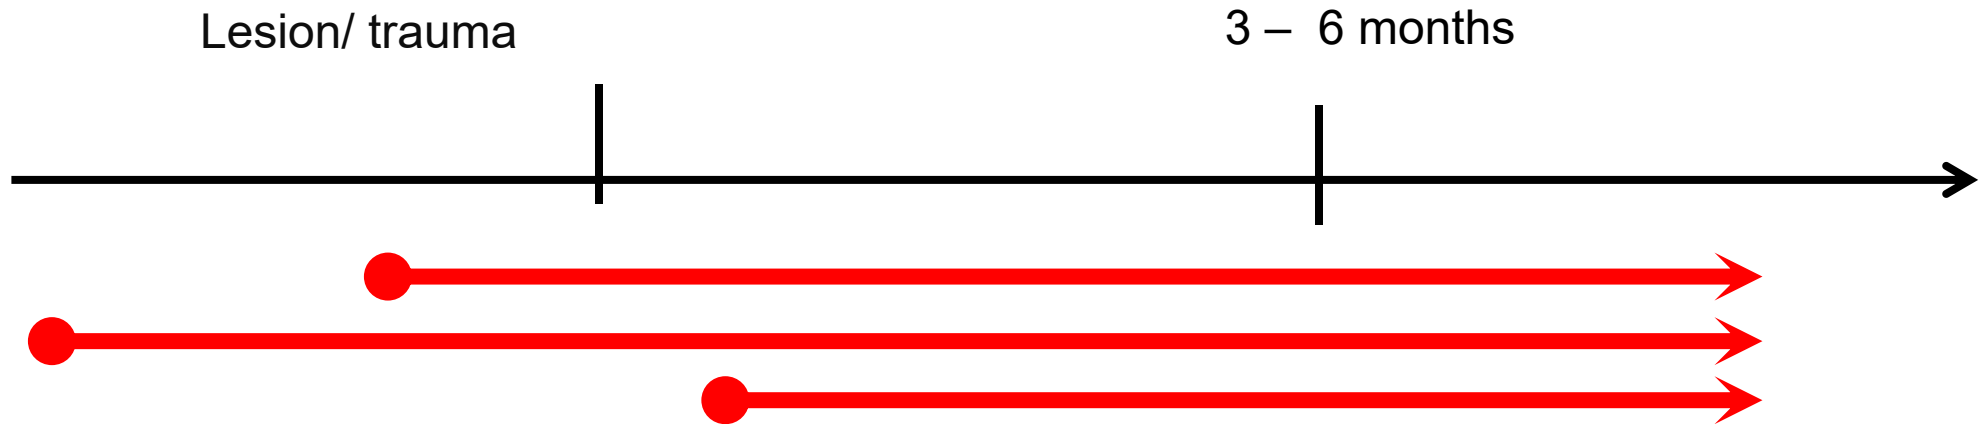 Lesion/ trauma
3 – 6 months